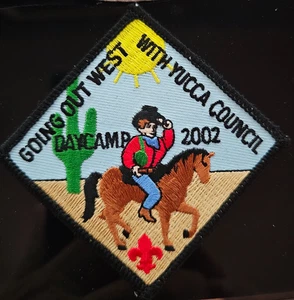 GOING OUT WEST WITH YUCCA COUNCIL
DAYCAMP 2002